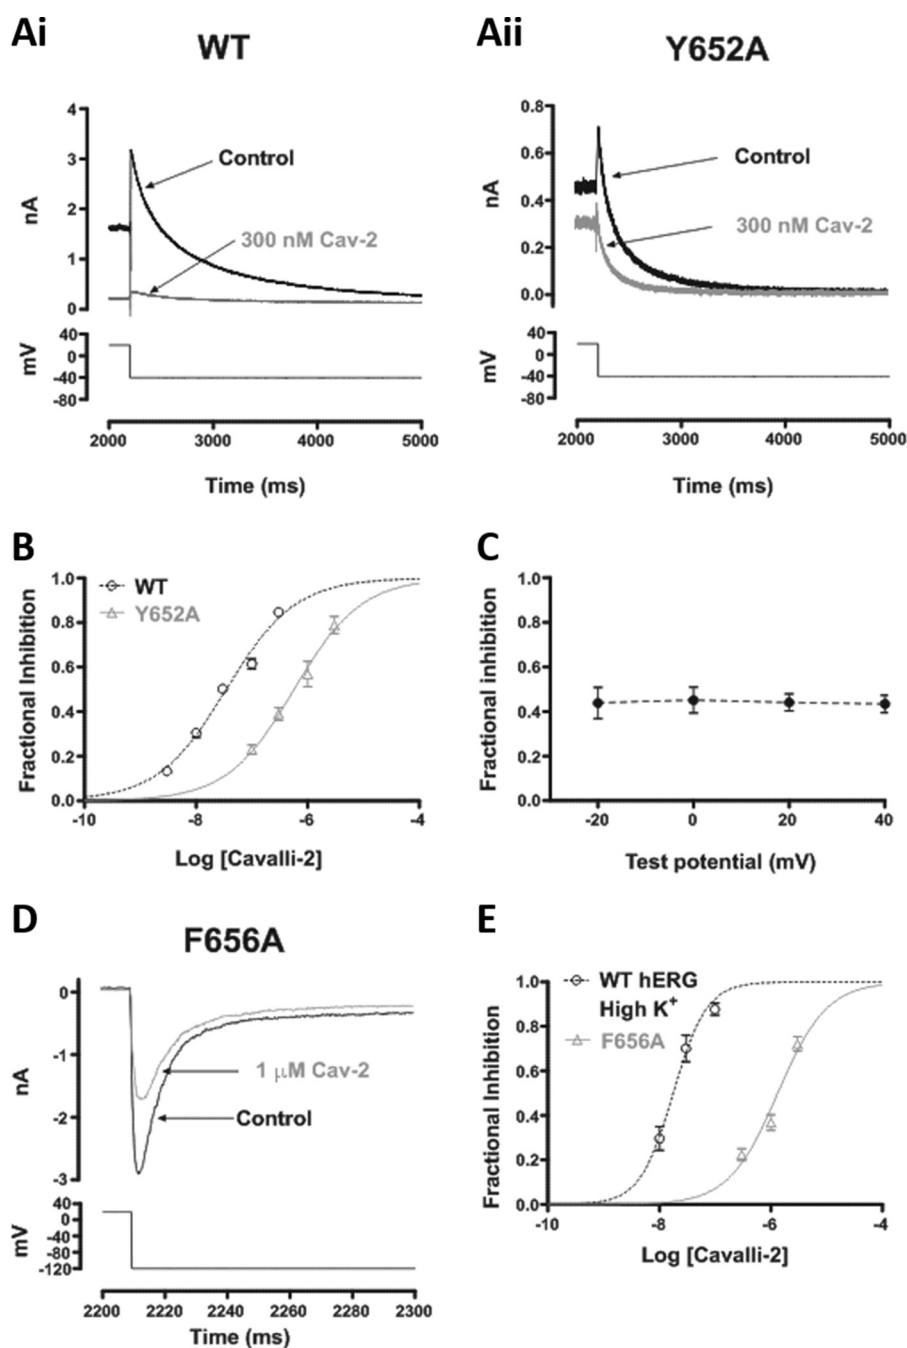 Ai
WT
4
3
2
1
0
nA
Control
300 nM Cav-2
40
0
-40
-80
mV
2000
3000
4000
5000
Time (ms)
Aii
Y652A
0.8
0.6
0.4
0.2
0.0
nA
Control
300 nM Cav-2
40
0
-40
-80
mV
2000
3000
4000
5000
Time (ms)
B
WT
Y652A
1.0
0.8
0.6
0.4
0.2
0.0
Fractional Inhibition
-10
-8
-6
-4
Log [Cavalli-2]
C
1.0
0.8
0.6
0.4
0.2
0.0
Fractional inhibition
-20
0
20
40
Test potential (mV)
D
F656A
0
-1
-2
-3
nA
1 μM Cav-2
Control
40
0
-40
-80
-120
mV
2200
2220
2240
2260
2280
2300
Time (ms)
E
WT hERG
High K+
F656A
1.0
0.8
0.6
0.4
0.2
0.0
Fractional Inhibition
-10
-8
-6
-4
Log [Cavalli-2]